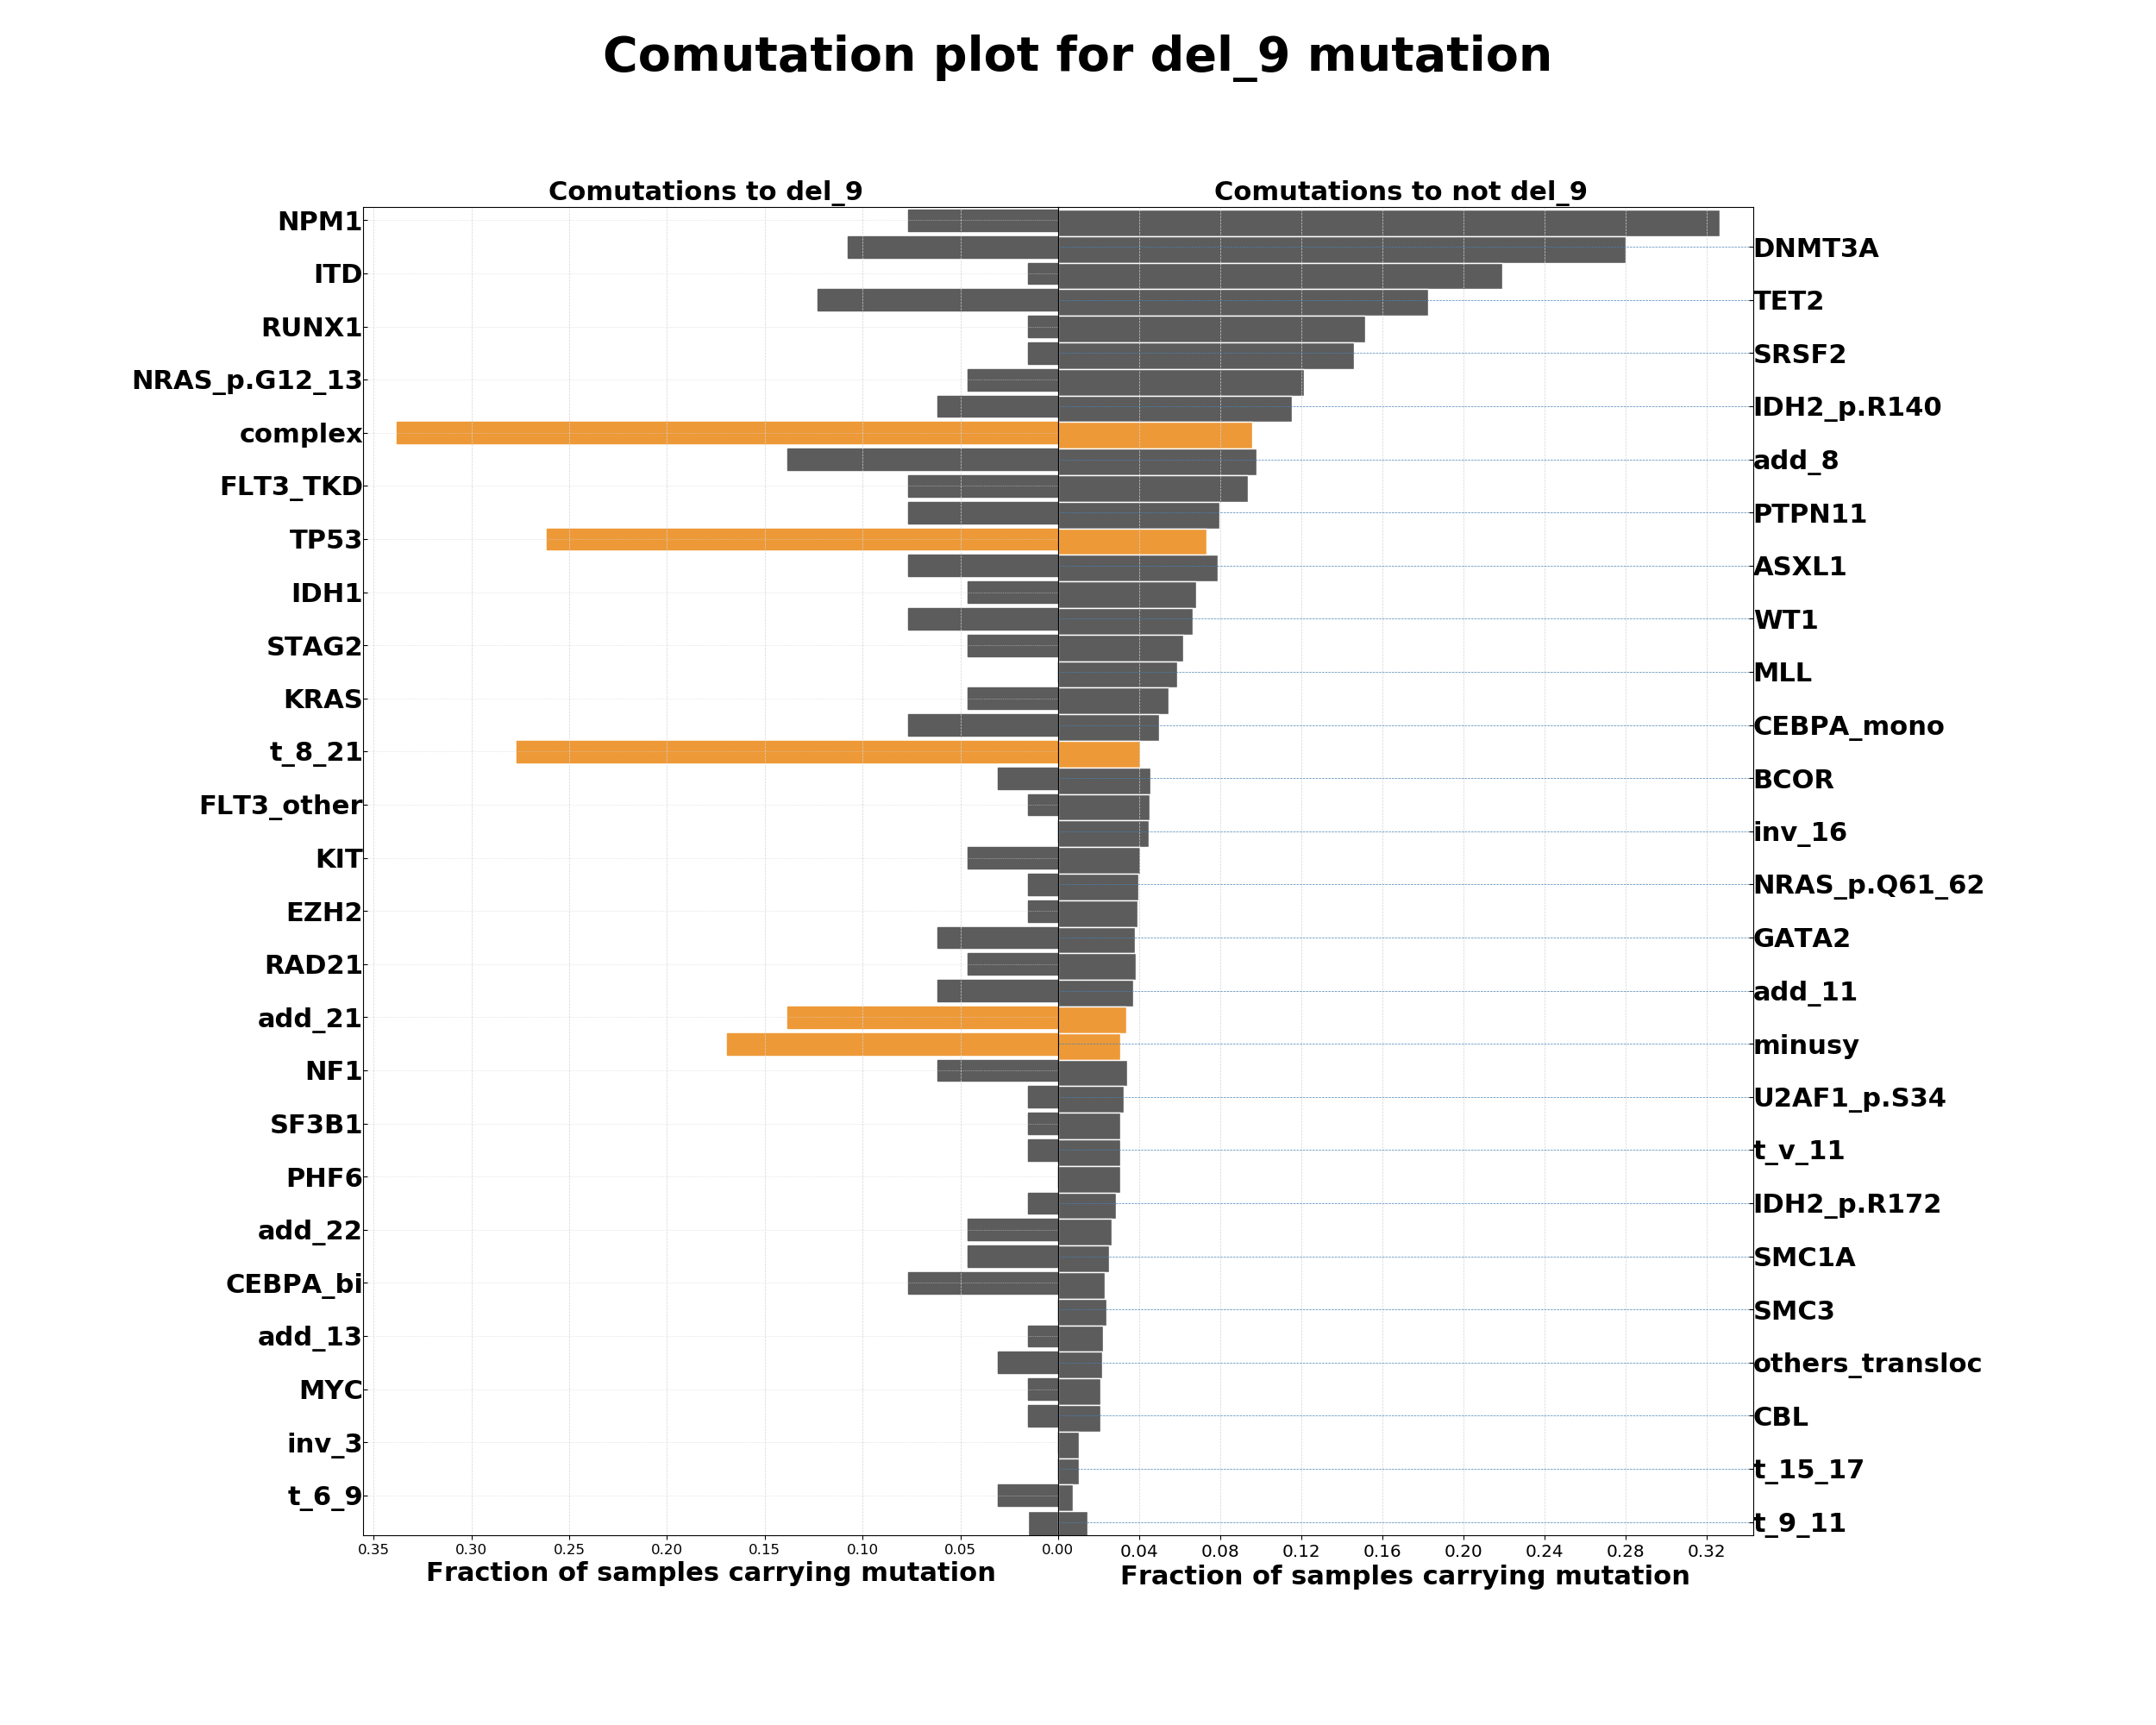 Comutation plot for del_9 mutation
Comutations to del_9
Comutations to not del_9
NPM1
DNMT3A
ITD
TET2
RUNX1
SRSF2
NRAS_p.G12_13
IDH2_p.R140
complex
add_8
FLT3_TKD
PTPN11
TP53
ASXL1
IDH1
WT1
STAG2
MLL
KRAS
CEBPA_mono
t_8_21
BCOR
FLT3_other
inv_16
KIT
NRAS_p.Q61_62
EZH2
GATA2
RAD21
add_11
add_21
minusy
NF1
U2AF1_p.S34
SF3B1
t_v_11
PHF6
IDH2_p.R172
add_22
SMC1A
CEBPA_bi
SMC3
add_13
others_transloc
MYC
CBL
inv_3
t_15_17
t_6_9
t_9_11
0.35 0.30 0.25 0.20 0.15 0.10 0.05 0.00 0.04 0.08 0.12 0.16 0.20 0.24 0.28 0.32
Fraction of samples carrying mutation
Fraction of samples carrying mutation